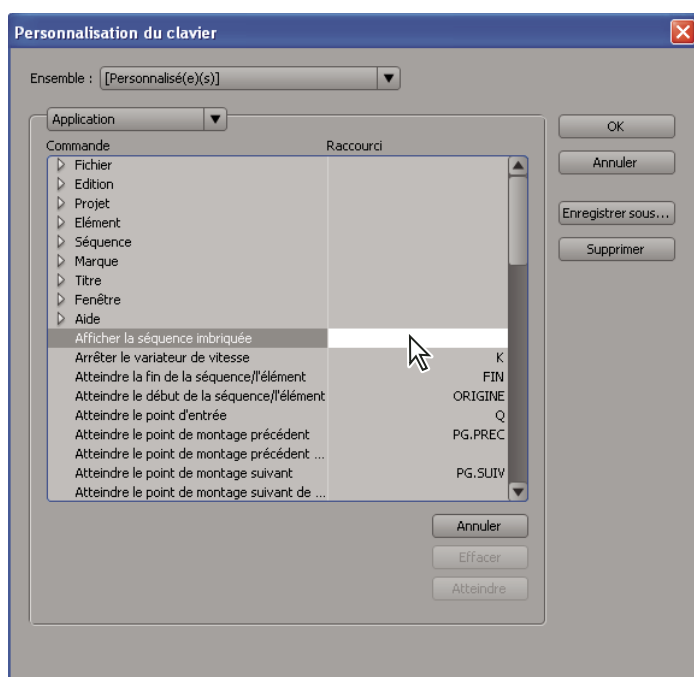 Personnalisation du clavier
Ensemble : [Personnalisé(e)(s)]
Application
Commande Raccourci
Fichier
Edition
Projet
Elément
Séquence
Marque
Titre
Fenêtre
Aide
Afficher la séquence imbriquée
Arrêter le variateur de vitesse K
Atteindre la fin de la séquence/l'élément FIN
Atteindre le début de la séquence/l'élément ORIGINE
Atteindre le point d'entrée Q
Atteindre le point de montage précédent PG.PREC
Atteindre le point de montage précédent ...
Atteindre le point de montage suivant PG.SUIV
Atteindre le point de montage suivant de ...
Annuler
Effacer
Atteindre
OK
Annuler
Enregistrer sous...
Supprimer